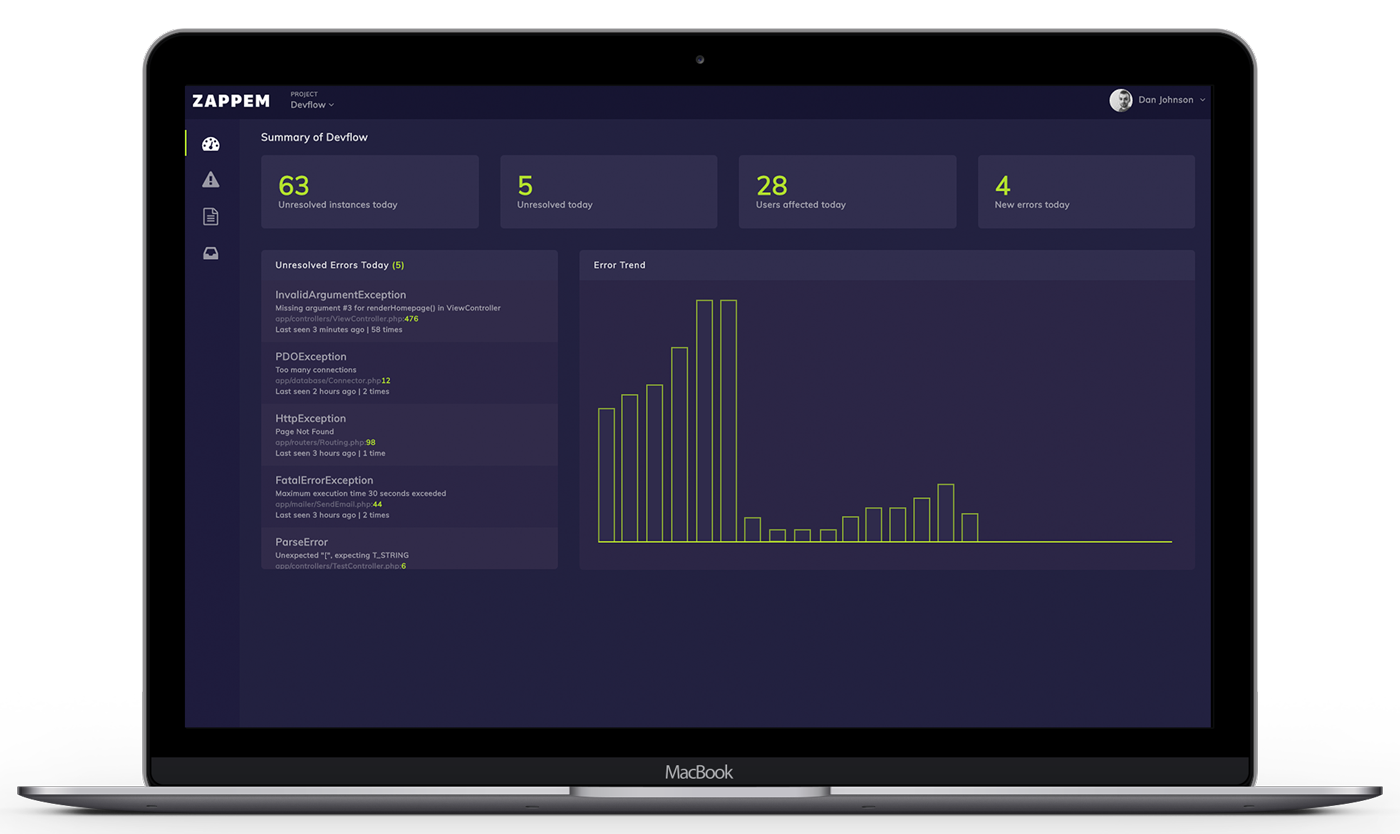 ZAPPEM
PROJECT
Devflow
Dan Johnson
Summary of Devflow
63
Unresolved instances today
5
Unresolved today
28
Users affected today
4
New errors today
Unresolved Errors Today (5)
InvalidArgumentException
Missing argument #3 for renderHomepage() in ViewController
app/controllers/ViewController.php:476
Last seen 3 minutes ago | 58 times
PDOException
Too many connections
app/database/Connector.php:12
Last seen 2 hours ago | 2 times
HttpException
Page Not Found
app/routers/Routing.php:98
Last seen 3 hours ago | 1 time
FatalErrorException
Maximum execution time 30 seconds exceeded
app/mailer/SendEmail.php:44
Last seen 3 hours ago | 2 times
ParseError
Unexpected "[", expecting T_STRING
app/controllers/TestController.php:6
Error Trend
MacBook